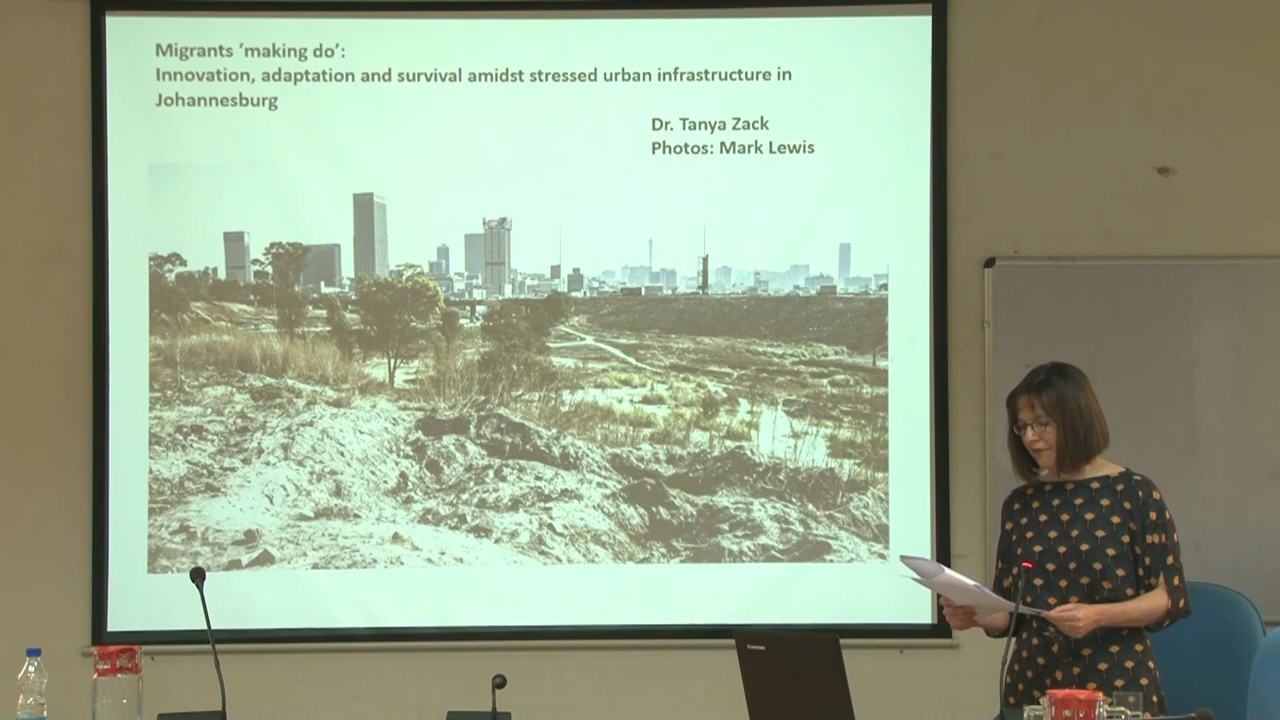 Migrants ‘making do’:
Innovation, adaptation and survival amidst stressed urban infrastructure in
Johannesburg
Dr. Tanya Zack
Photos: Mark Lewis